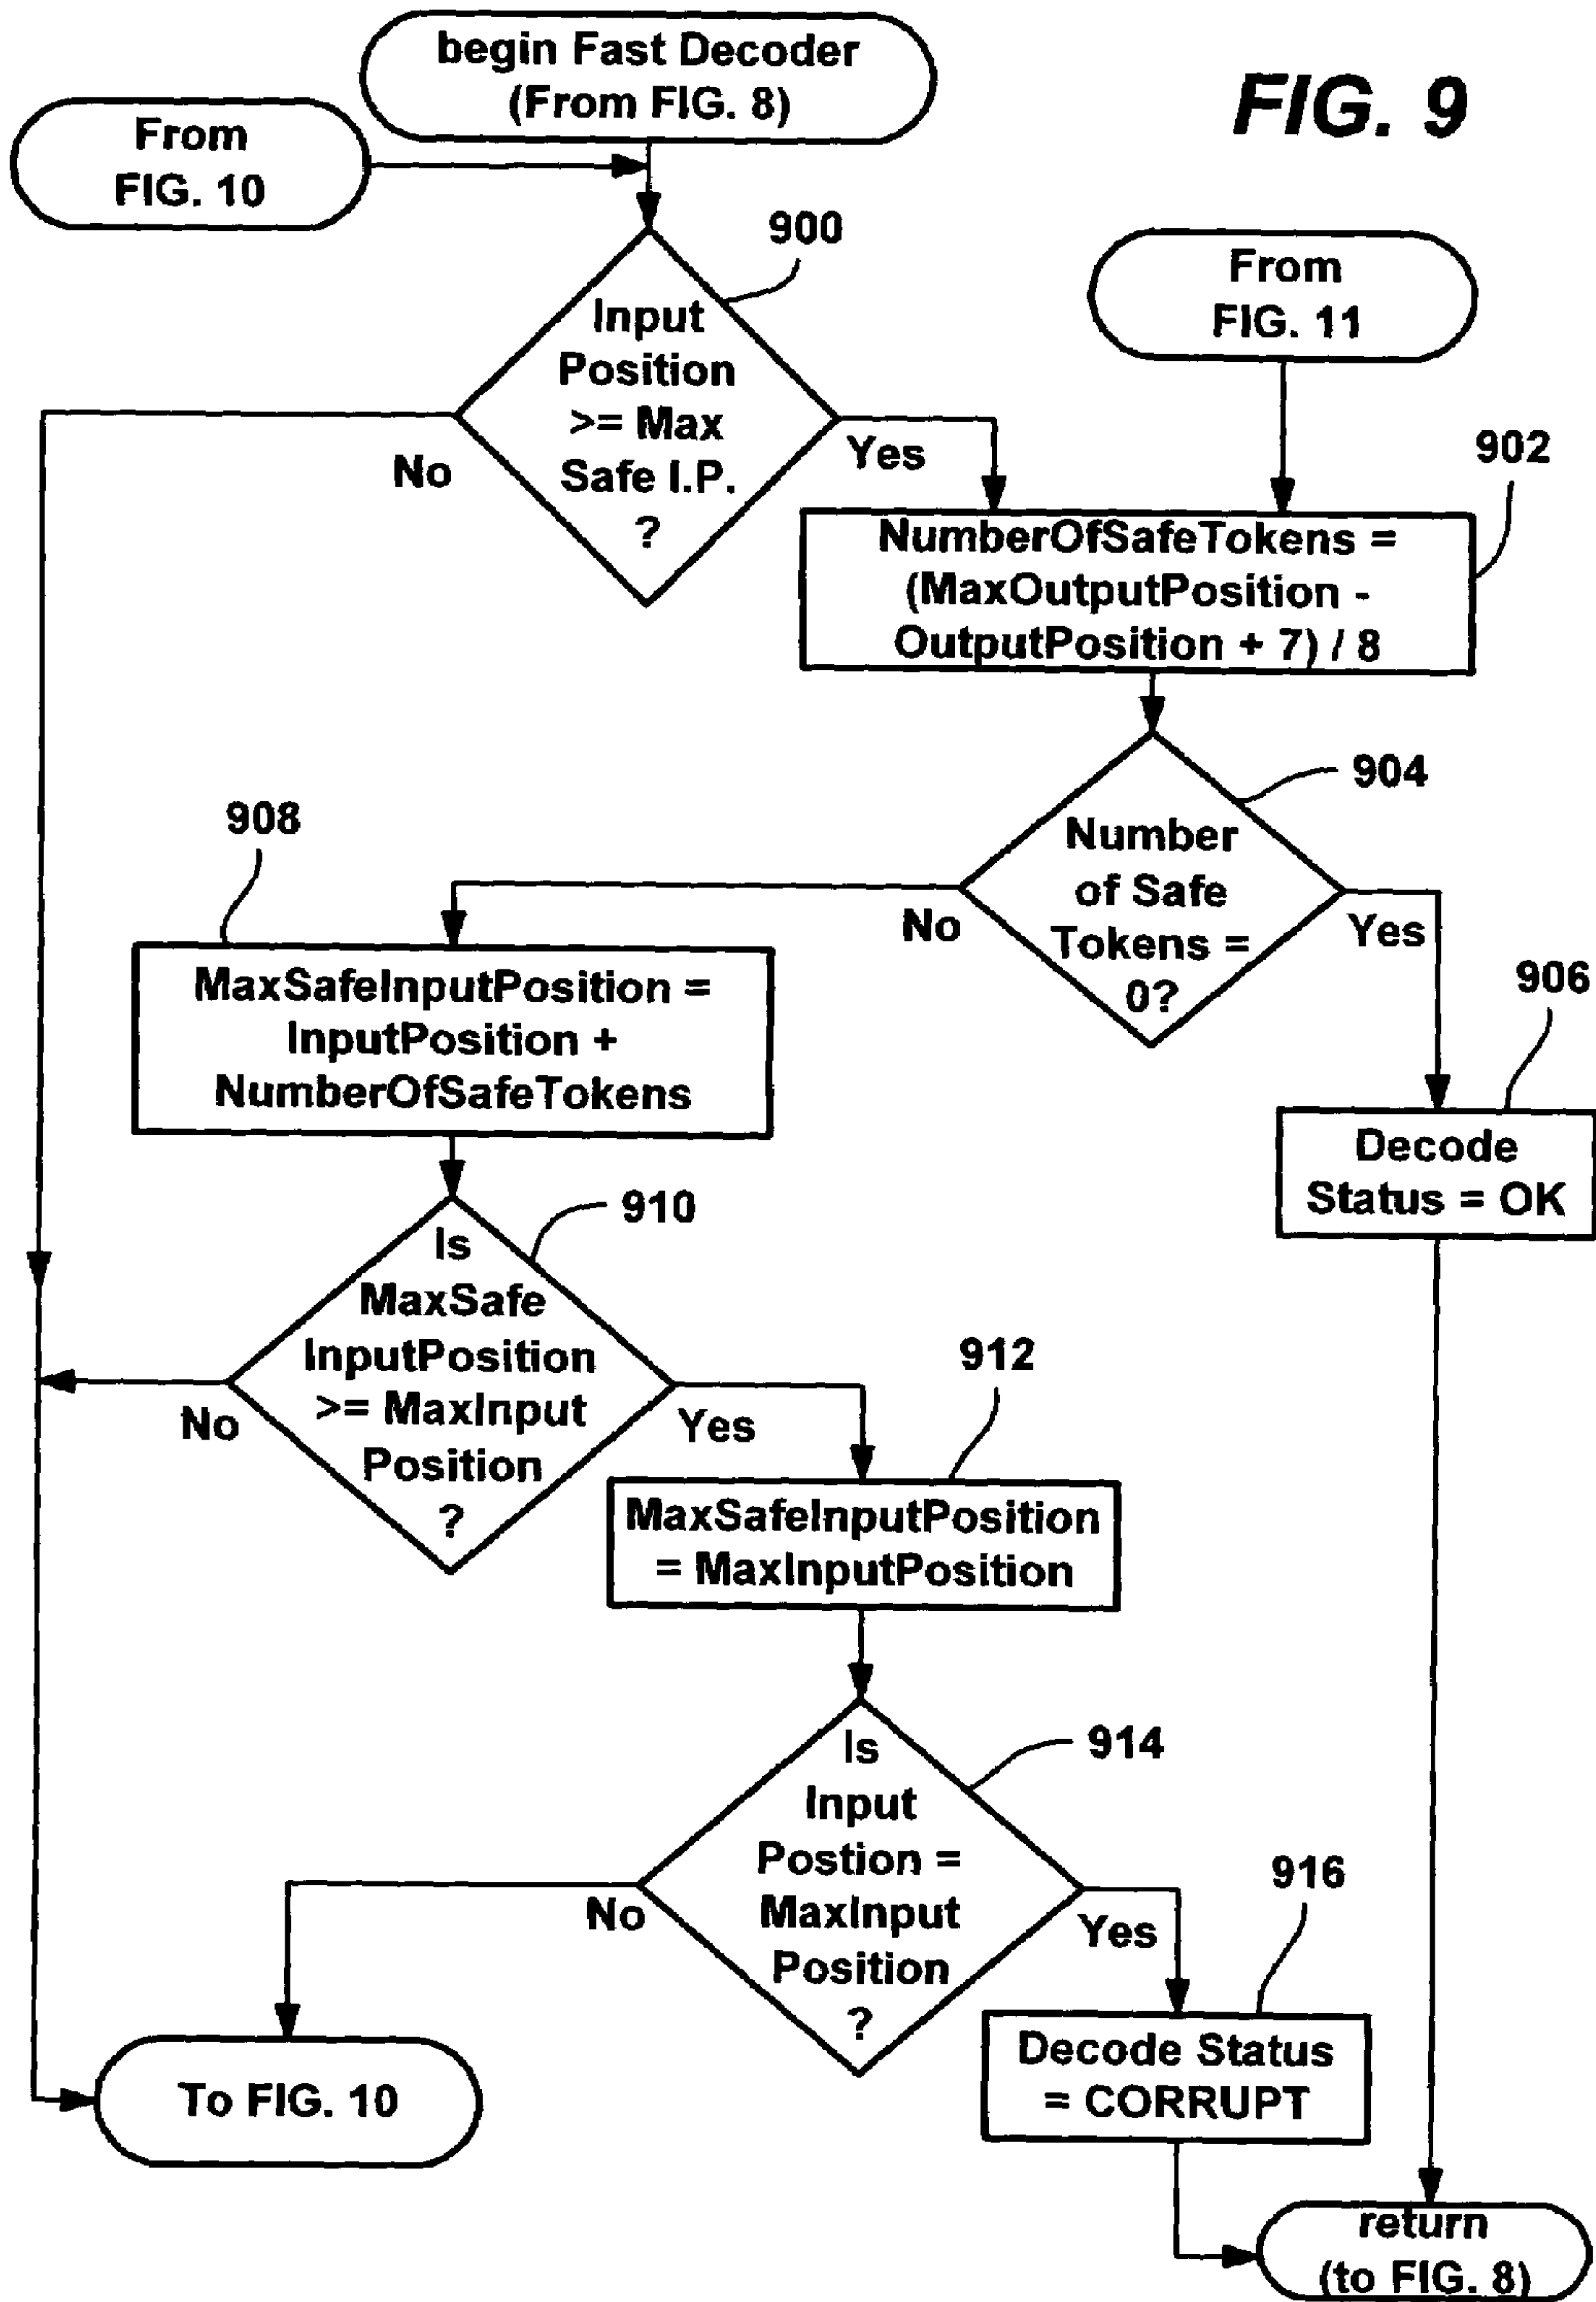 begin Fast Decoder
(From FIG. 8)
FIG. 9
From
FIG. 10
900
From
FIG. 11
Input
Position
>= Max
Safe I.P.
?
No
Yes
902
NumberOfSafeTokens =
(MaxOutputPosition -
OutputPosition + 7) / 8
904
Number
of Safe
Tokens =
0?
No
Yes
908
MaxSafeInputPosition =
InputPosition +
NumberOfSafeTokens
906
Decode
Status = OK
910
Is
MaxSafe
InputPosition
>= MaxInput
Position
?
No
Yes
912
MaxSafeInputPosition
= MaxInputPosition
914
Is
Input
Postion =
MaxInput
Position
?
No
Yes
916
Decode Status
= CORRUPT
To FIG. 10
return
(to FIG. 8)